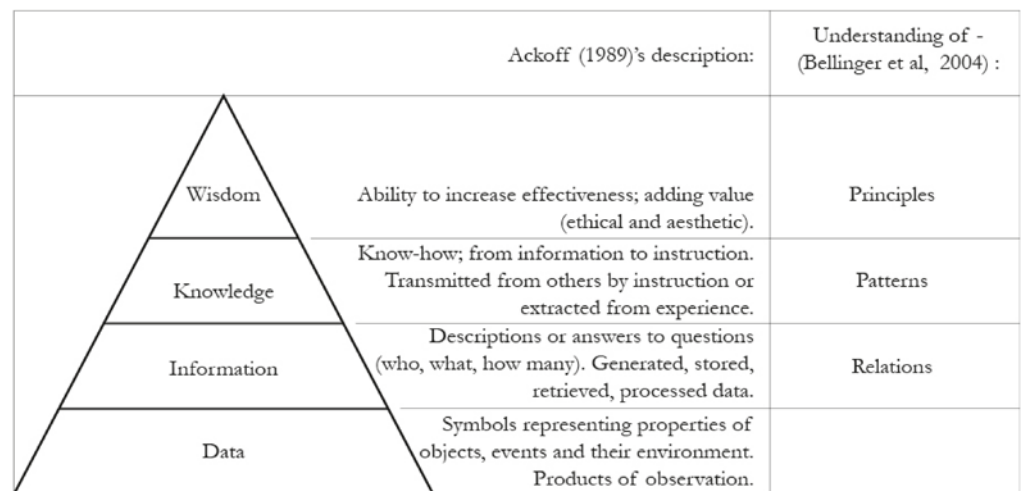 Ackoff (1989)'s description:
Understanding of -
(Bellinger et al, 2004) :
Wisdom
Ability to increase effectiveness; adding value
(ethical and aesthetic).
Principles
Knowledge
Know-how; from information to instruction.
Transmitted from others by instruction or
extracted from experience.
Patterns
Information
Descriptions or answers to questions
(who, what, how many). Generated, stored,
retrieved, processed data.
Relations
Data
Symbols representing properties of
objects, events and their environment.
Products of observation.